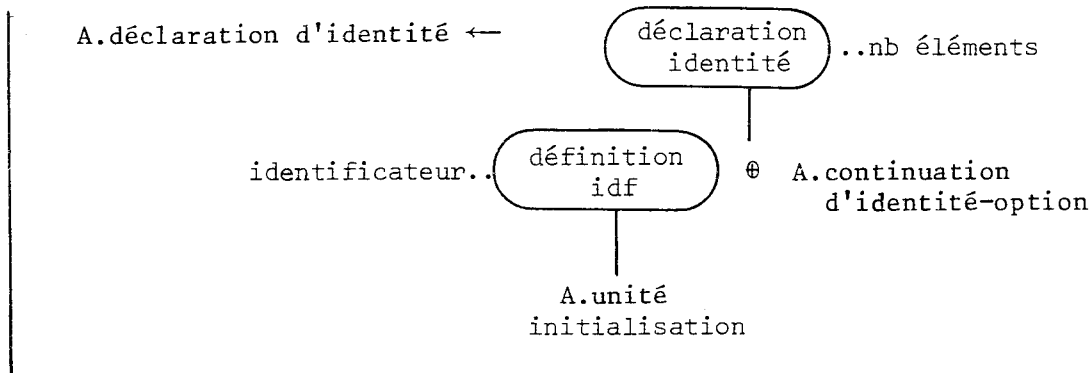 A.déclaration d'identité ← déclaration
identité ..nb éléments
identificateur.. définition
idf
⊕ A.continuation
d'identité-option
A.unité
initialisation